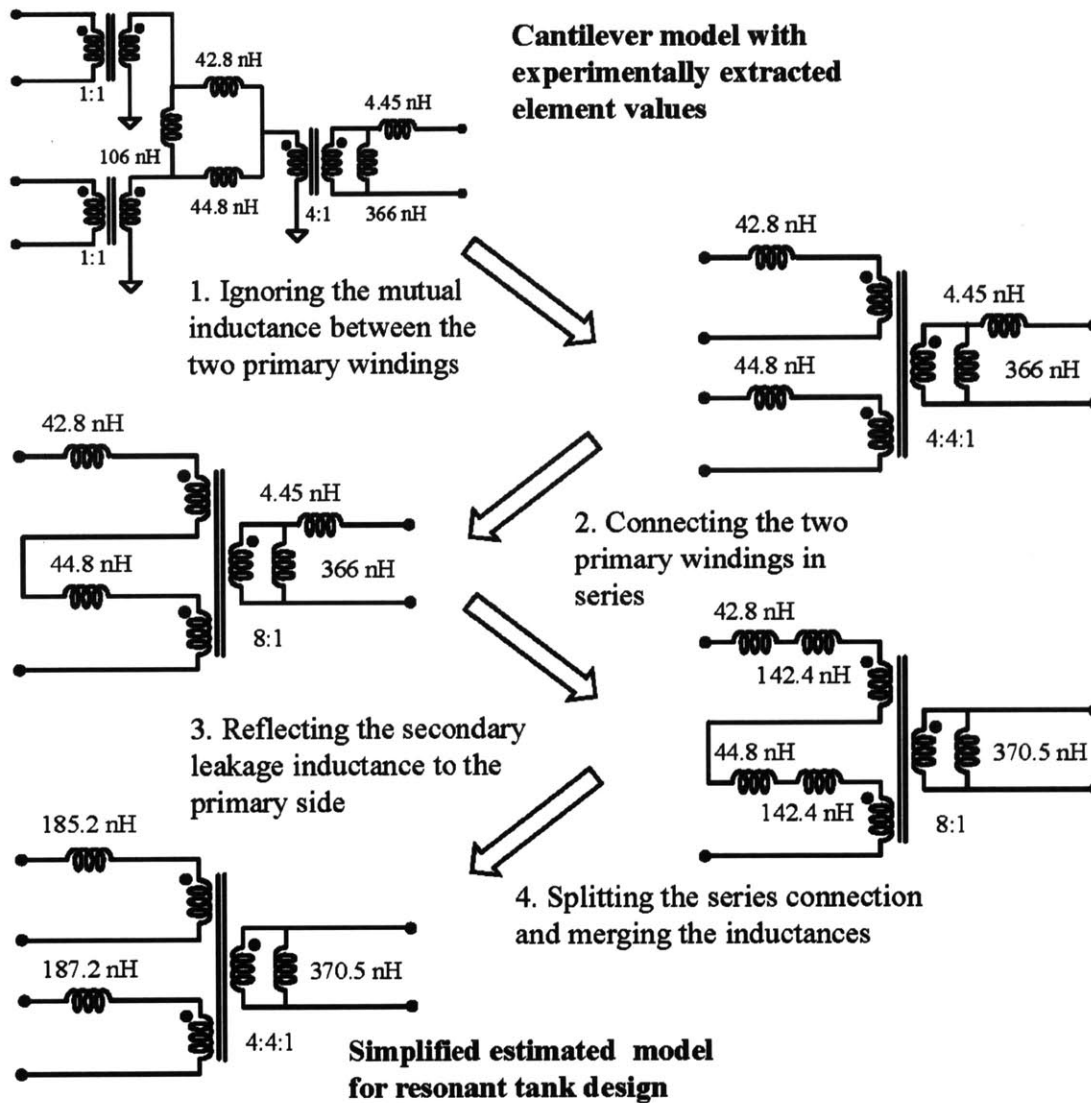 Cantilever model with
experimentally extracted
element values
1:1
42.8 nH
4.45 nH
106 nH
44.8 nH
4:1
366 nH
1:1
1. Ignoring the mutual
inductance between the
two primary windings
42.8 nH
4.45 nH
44.8 nH
366 nH
4:4:1
42.8 nH
4.45 nH
44.8 nH
366 nH
8:1
2. Connecting the two
primary windings in
series
42.8 nH
142.4 nH
44.8 nH
370.5 nH
142.4 nH
8:1
3. Reflecting the secondary
leakage inductance to the
primary side
185.2 nH
187.2 nH
370.5 nH
4:4:1
4. Splitting the series connection
and merging the inductances
Simplified estimated model
for resonant tank design